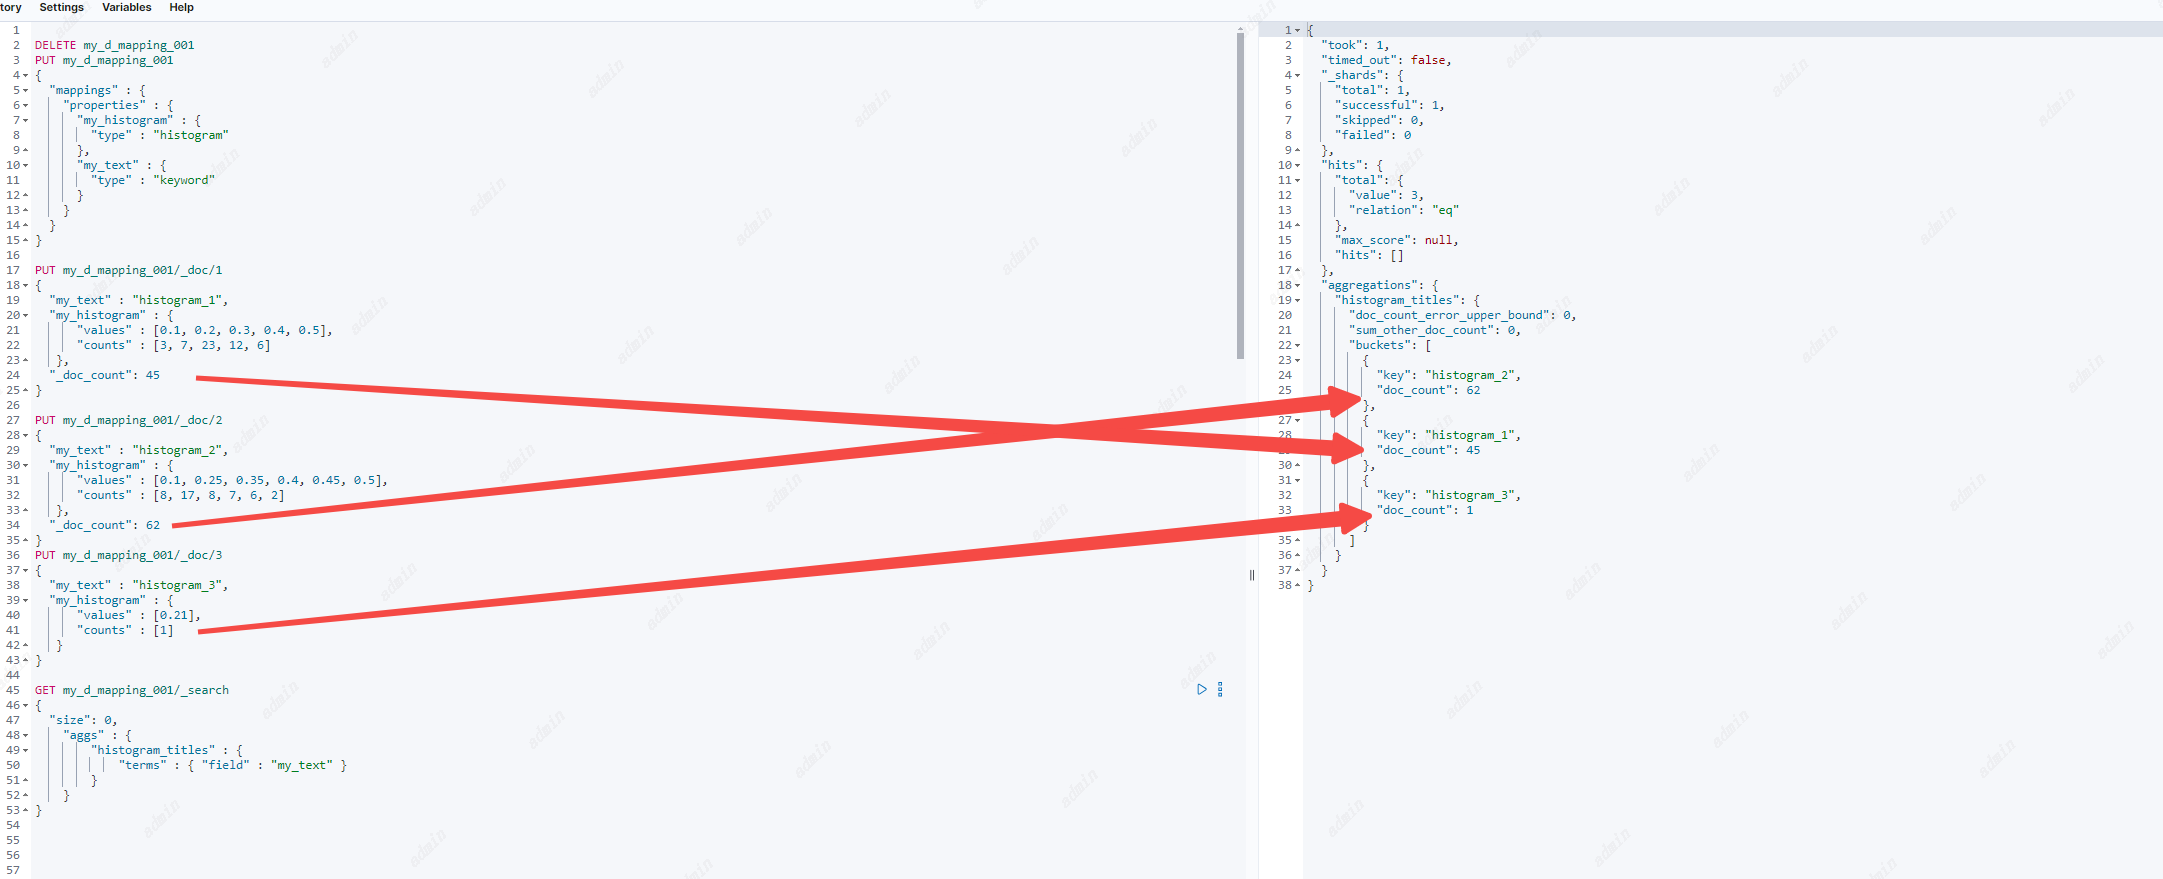 tory Settings Variables Help
1
2 DELETE my_d_mapping_001
3 PUT my_d_mapping_001
4 {
5 "mappings" : {
6 "properties" : {
7 "my_histogram" : {
8 "type" : "histogram"
9 },
10 "my_text" : {
11 "type" : "keyword"
12 }
13 }
14 }
15 }
16
17 PUT my_d_mapping_001/_doc/1
18 {
19 "my_text" : "histogram_1",
20 "my_histogram" : {
21 "values" : [0.1, 0.2, 0.3, 0.4, 0.5],
22 "counts" : [3, 7, 23, 12, 6]
23 },
24 "_doc_count": 45
25 }
26
27 PUT my_d_mapping_001/_doc/2
28 {
29 "my_text" : "histogram_2",
30 "my_histogram" : {
31 "values" : [0.1, 0.25, 0.35, 0.4, 0.45, 0.5],
32 "counts" : [8, 17, 8, 7, 6, 2]
33 },
34 "_doc_count": 62
35 }
36 PUT my_d_mapping_001/_doc/3
37 {
38 "my_text" : "histogram_3",
39 "my_histogram" : {
40 "values" : [0.21],
41 "counts" : [1]
42 }
43 }
44
45 GET my_d_mapping_001/_search
46 {
47 "size": 0,
48 "aggs" : {
49 "histogram_titles" : {
50 "terms" : { "field" : "my_text" }
51 }
52 }
53 }
54
55
56
57
1 {
2 "took": 1,
3 "timed_out": false,
4 "_shards": {
5 "total": 1,
6 "successful": 1,
7 "skipped": 0,
8 "failed": 0
9 },
10 "hits": {
11 "total": {
12 "value": 3,
13 "relation": "eq"
14 },
15 "max_score": null,
16 "hits": []
17 },
18 "aggregations": {
19 "histogram_titles": {
20 "doc_count_error_upper_bound": 0,
21 "sum_other_doc_count": 0,
22 "buckets": [
23 {
24 "key": "histogram_2",
25 "doc_count": 62
},
27 {
28 "key": "histogram_1",
"doc_count": 45
30 },
31 {
32 "key": "histogram_3",
33 "doc_count": 1
}
35 ]
36 }
37 }
38 }
admin